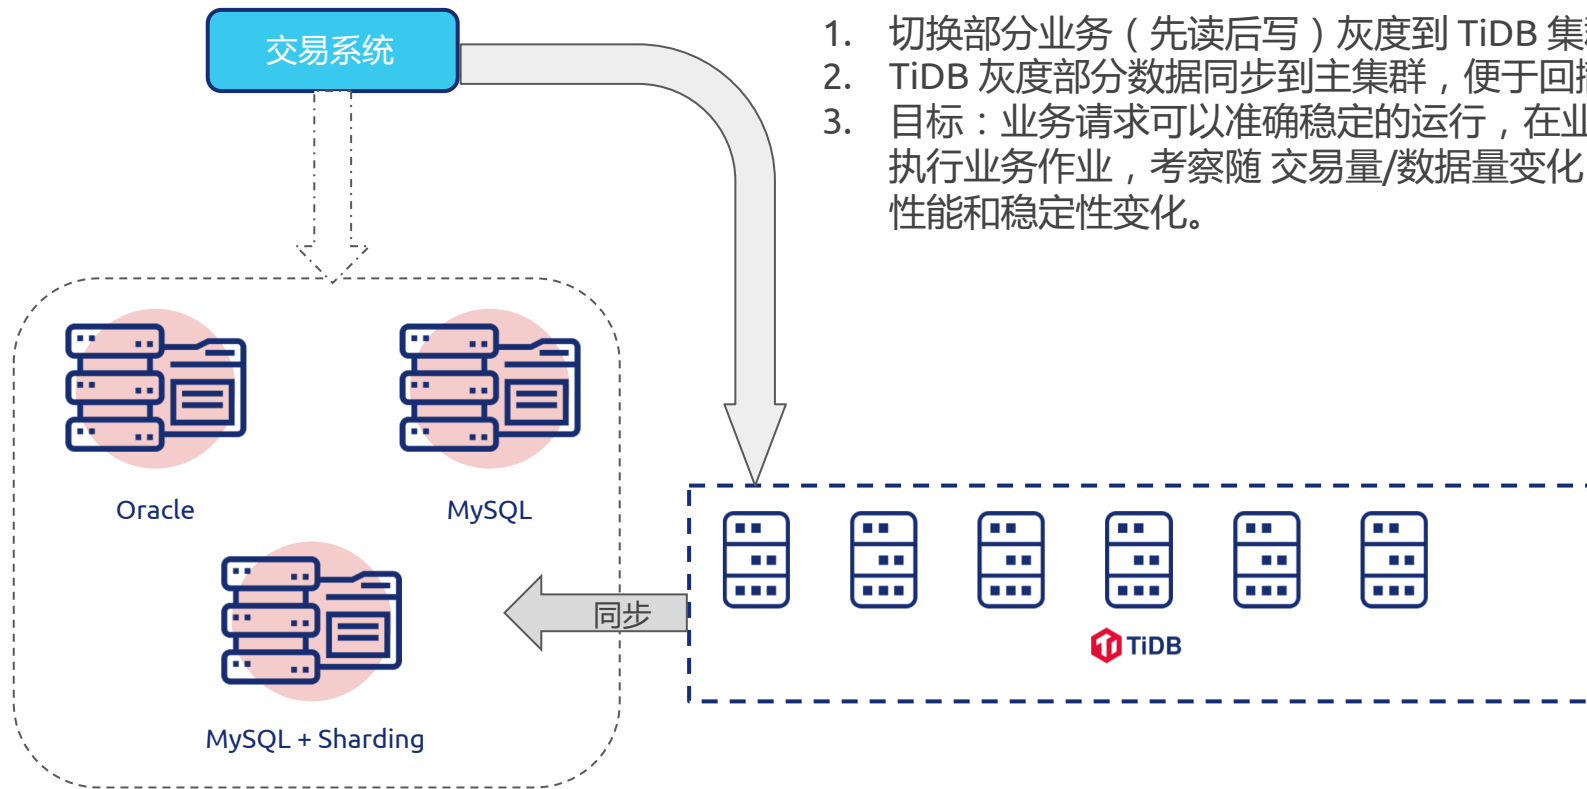 交易系统
1. 切换部分业务（先读后写）灰度到 TiDB 集
2. TiDB 灰度部分数据同步到主集群，便于回
3. 目标：业务请求可以准确稳定的运行，在业
执行业务作业，考察随 交易量/数据量变化
性能和稳定性变化。
Oracle
MySQL
同步
TiDB
MySQL + Sharding